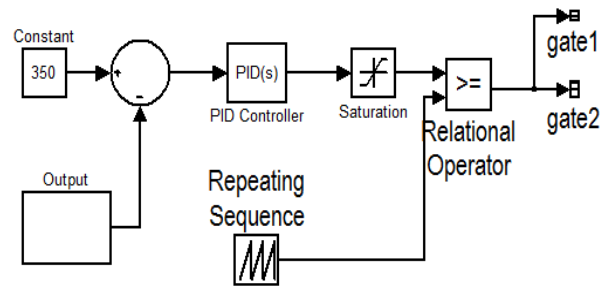 Constant
350
+
-
PID(s)
PID Controller
Saturation
>=
Relational
Operator
gate1
gate2
Output
Repeating
Sequence